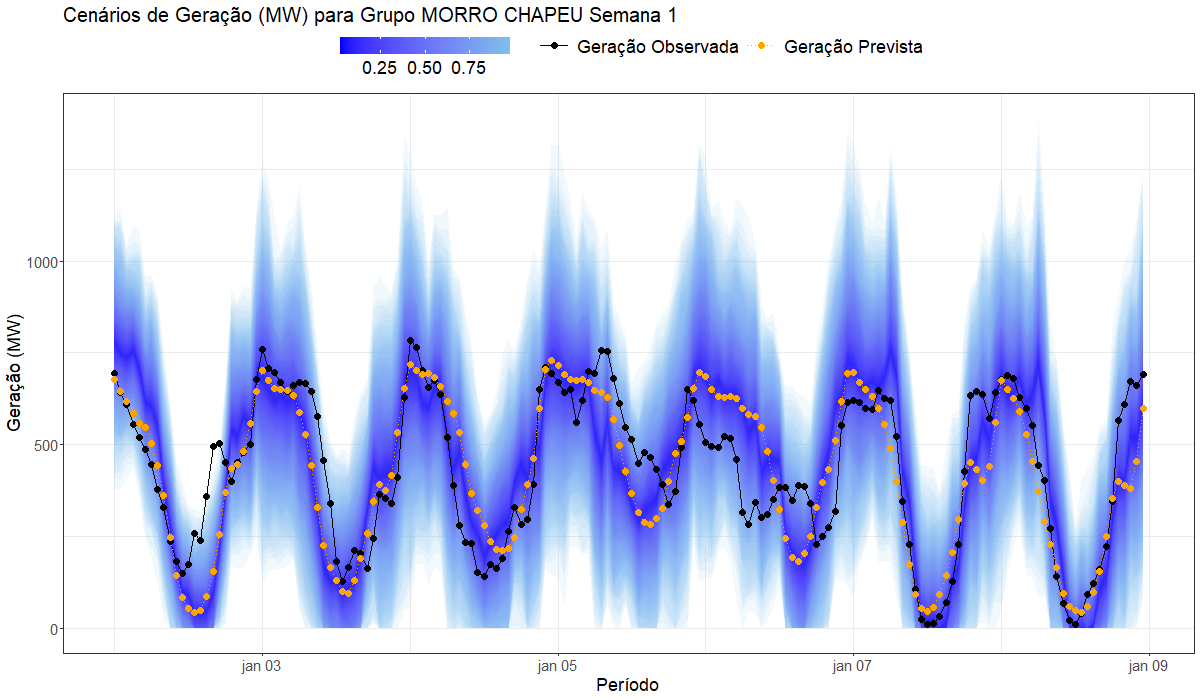 Cenários de Geração (MW) para Grupo MORRO CHAPEU Semana 1
0.25 0.50 0.75
Geração Observada
Geração Prevista
Geração (MW)
1000
500
0
jan 03
jan 05
jan 07
jan 09
Período